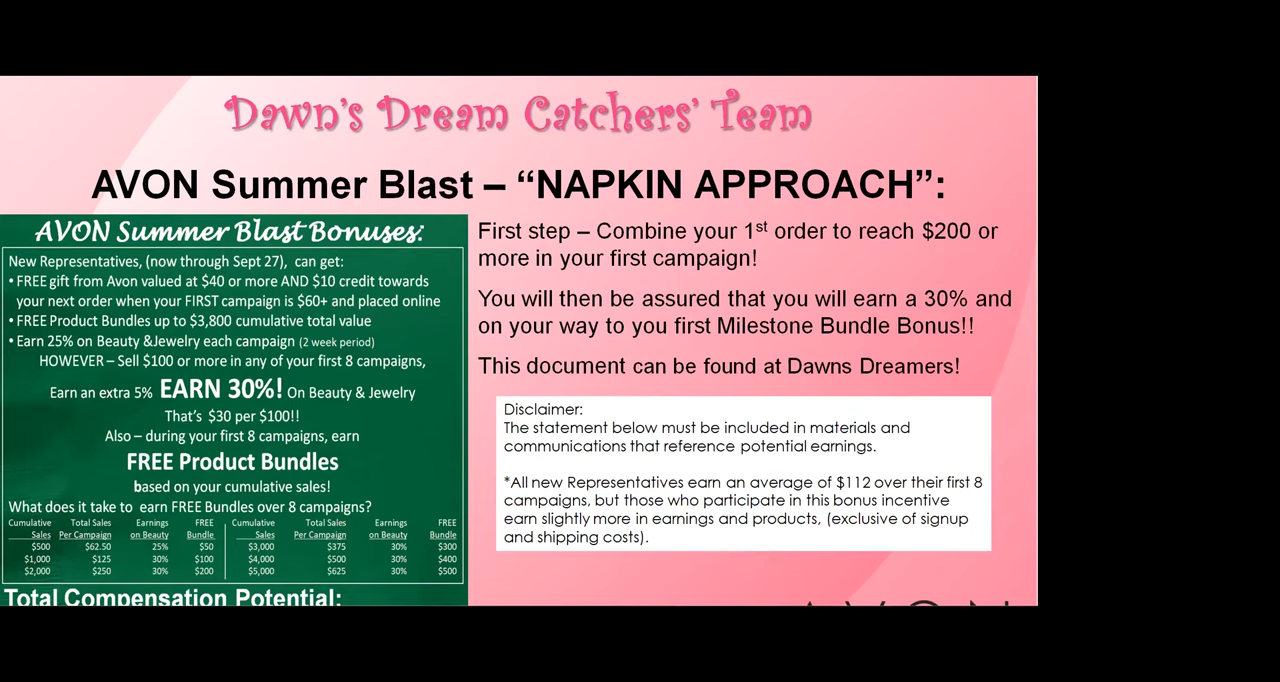 Dawn's Dream Catchers' Team
AVON Summer Blast – “NAPKIN APPROACH”:
AVON Summer Blast Bonuses:
New Representatives, (now through Sept 27), can get:
• FREE gift from Avon valued at $40 or more AND $10 credit towards
your next order when your FIRST campaign is $60+ and placed online
• FREE Product Bundles up to $3,800 cumulative total value
• Earn 25% on Beauty &Jewelry each campaign (2 week period)
HOWEVER – Sell $100 or more in any of your first 8 campaigns,
Earn an extra 5% EARN 30%! On Beauty & Jewelry
That's $30 per $100!!
Also – during your first 8 campaigns, earn
FREE Product Bundles
based on your cumulative sales!
What does it take to earn FREE Bundles over 8 campaigns?
Cumulative Total Sales Earnings FREE Cumulative Total Sales Earnings FREE
Sales Per Campaign on Beauty Bundle Sales Per Campaign on Beauty Bundle
$500 $62.50 25% $50 $3,000 $375 30% $300
$1,000 $125 30% $100 $4,000 $500 30% $400
$2,000 $250 30% $200 $5,000 $625 30% $500
Total Compensation Potential:
First step – Combine your 1st order to reach $200 or
more in your first campaign!
You will then be assured that you will earn a 30% and
on your way to you first Milestone Bundle Bonus!!
This document can be found at Dawns Dreamers!
Disclaimer:
The statement below must be included in materials and
communications that reference potential earnings.
*All new Representatives earn an average of $112 over their first 8
campaigns, but those who participate in this bonus incentive
earn slightly more in earnings and products, (exclusive of signup
and shipping costs).